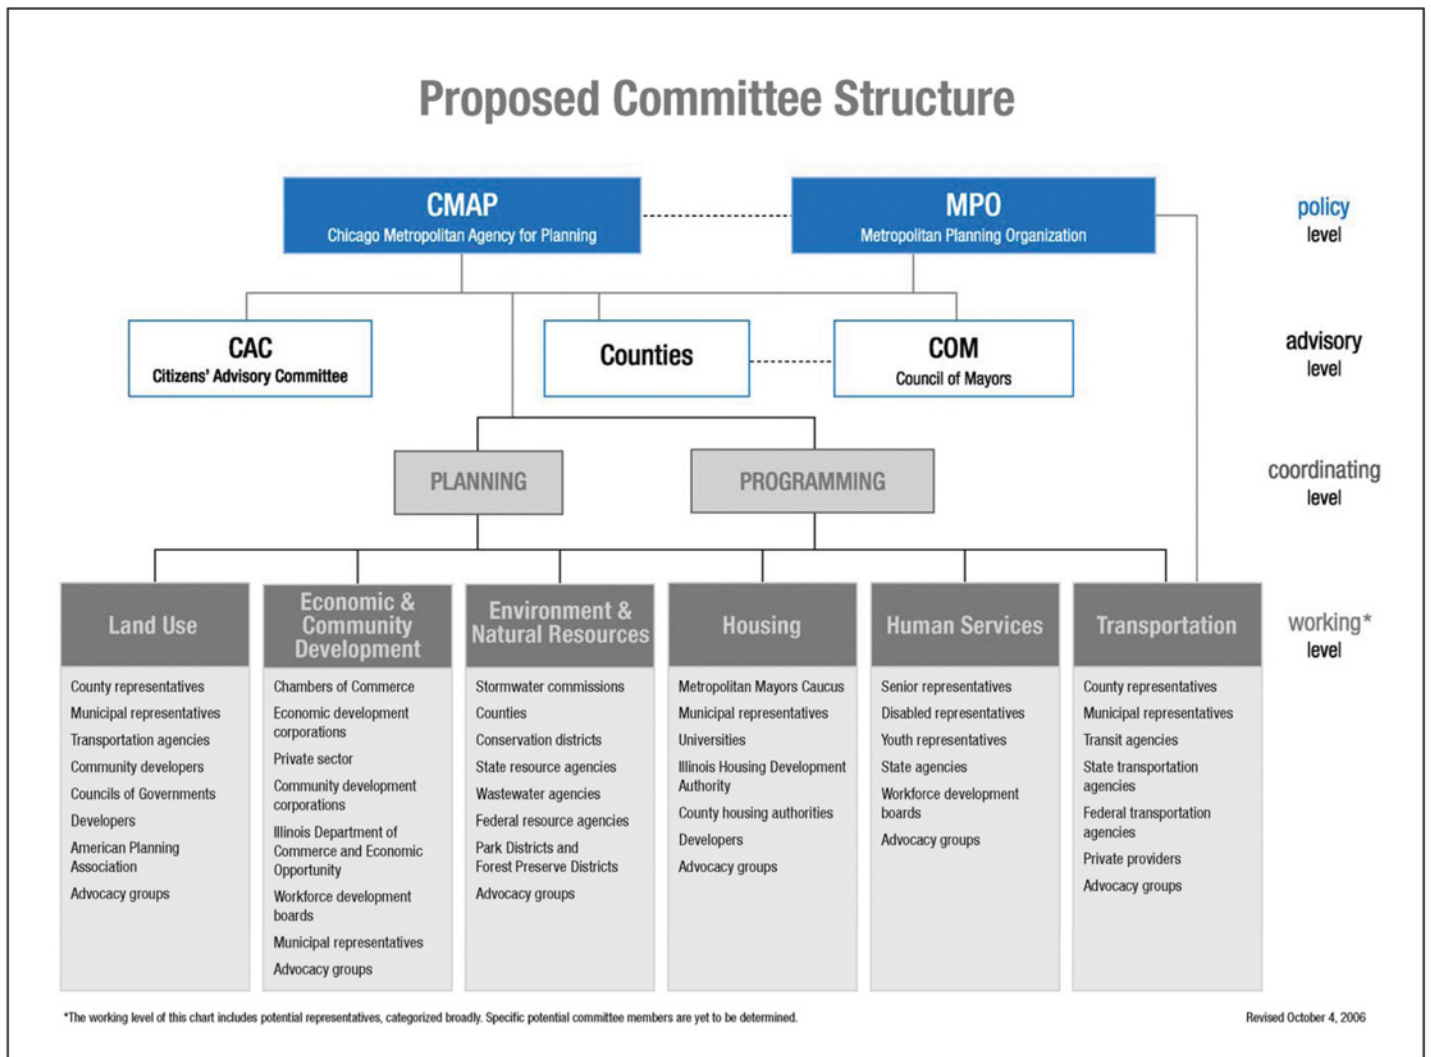 Proposed Committee Structure
CMAP
Chicago Metropolitan Agency for Planning
MPO
Metropolitan Planning Organization
policy
level
CAC
Citizens' Advisory Committee
Counties
COM
Council of Mayors
advisory
level
PLANNING
PROGRAMMING
coordinating
level
Land Use
County representatives
Municipal representatives
Transportation agencies
Community developers
Councils of Governments
Developers
American Planning
Association
Advocacy groups
Economic &
Community
Development
Chambers of Commerce
Economic development
corporations
Private sector
Community development
corporations
Illinois Department of
Commerce and Economic
Opportunity
Workforce development
boards
Municipal representatives
Advocacy groups
Environment &
Natural Resources
Stormwater commissions
Counties
Conservation districts
State resource agencies
Wastewater agencies
Federal resource agencies
Park Districts and
Forest Preserve Districts
Advocacy groups
Housing
Metropolitan Mayors Caucus
Municipal representatives
Universities
Illinois Housing Development
Authority
County housing authorities
Developers
Advocacy groups
Human Services
Senior representatives
Disabled representatives
Youth representatives
State agencies
Workforce development
boards
Advocacy groups
Transportation
County representatives
Municipal representatives
Transit agencies
State transportation
agencies
Federal transportation
agencies
Private providers
Advocacy groups
working*
level
*The working level of this chart includes potential representatives, categorized broadly. Specific potential committee members are yet to be determined.
Revised October 4, 2006